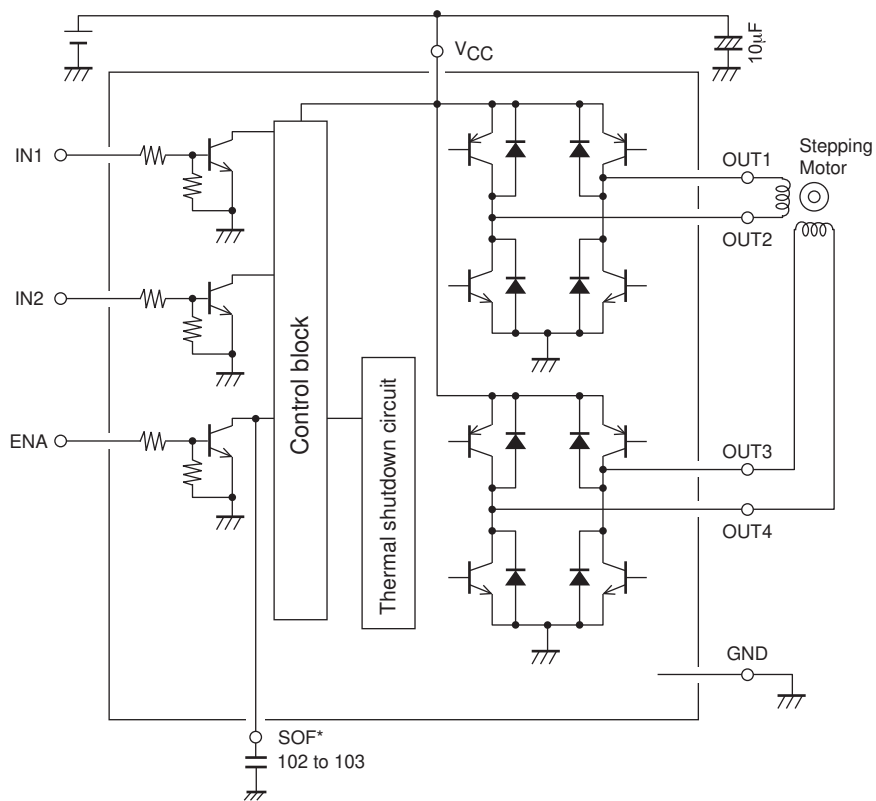 VCC
10µF
IN1
IN2
ENA
Control block
Thermal shutdown circuit
OUT1
OUT2
Stepping
Motor
OUT3
OUT4
GND
SOF*
102 to 103